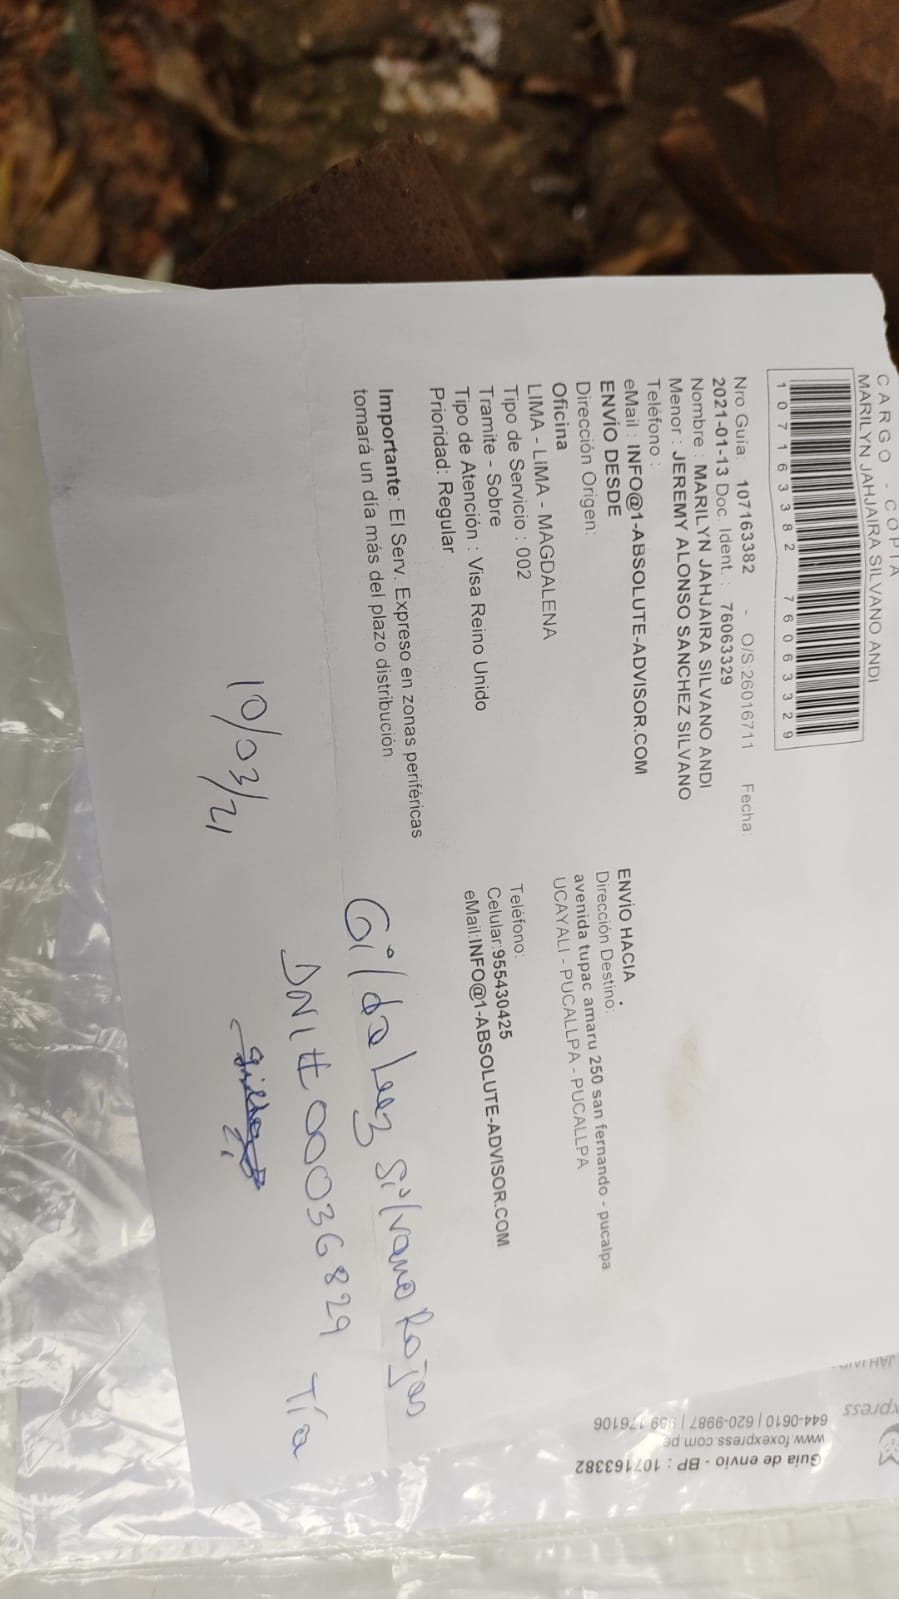 CARGO - COPIA
MARILYN JAHJAIRA SILVANO ANDI
107163382 76063329
Nro.Guía: 107163382 - O/S:26016711 Fecha:
2021-01-13 Doc. Ident. : 76063329
Nombre : MARILYN JAHJAIRA SILVANO ANDI
Menor : JEREMY ALONSO SANCHEZ SILVANO
Teléfono :
eMail : INFO@1-ABSOLUTE-ADVISOR.COM
ENVÍO DESDE
Dirección Origen:
Oficina
LIMA - LIMA - MAGDALENA
Tipo de Servicio : 002
Tramite - Sobre
Tipo de Atención : Visa Reino Unido
Prioridad: Regular
Importante: El Serv. Expreso en zonas periféricas
tomará un día más del plazo distribución
ENVÍO HACIA
Dirección Destino:
avenida tupac amaru 250 san fernando - pucalpa
UCAYALI - PUCALLPA - PUCALLPA
Teléfono:
Celular:955430425
eMail:INFO@1-ABSOLUTE-ADVISOR.COM
10/03/21
Gilda Luz Silvano Rojas
DNI # 00036829 Tía
xpress
644-0610 | 620-9987 | 959 176106
www.foxexpress.com.pe
Guia de envio - BP : 107163382